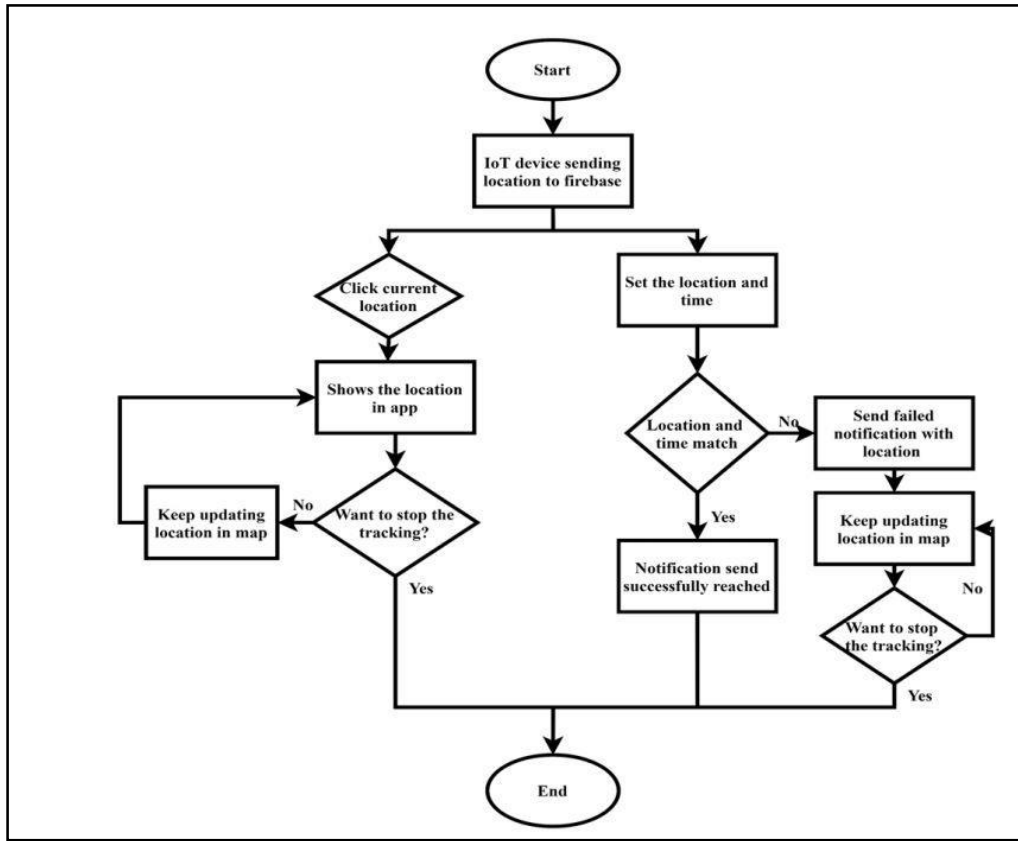 Start
IoT device sending
location to firebase
Click current
location
Set the location and
time
Shows the location
in app
Location and
time match
No
Send failed
notification with
location
Keep updating
location in map
No
Want to stop the
tracking?
Yes
Yes
Notification send
successfully reached
Keep updating
location in map
No
Want to stop
the tracking?
Yes
End